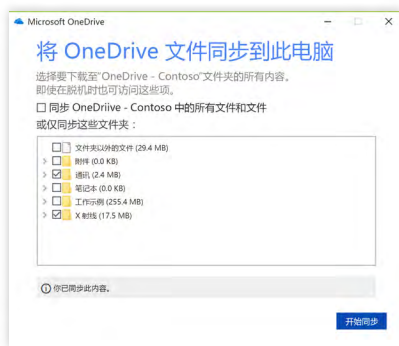 Microsoft OneDrive
将 OneDrive 文件同步到此电脑
选择要下载至"OneDrive - Contoso"文件夹的所有内容。
即使在脱机时也可访问这些项。
同步 OneDriive - Contoso 中的所有文件和文件
或仅同步这些文件夹：
文件夹以外的文件 (29.4 MB)
附件 (0.0 KB)
通讯 (2.4 MB)
笔记本 (0.0 KB)
工作示例 (255.4 MB)
X 射线 (17.5 MB)
你已同步此内容。
开始同步